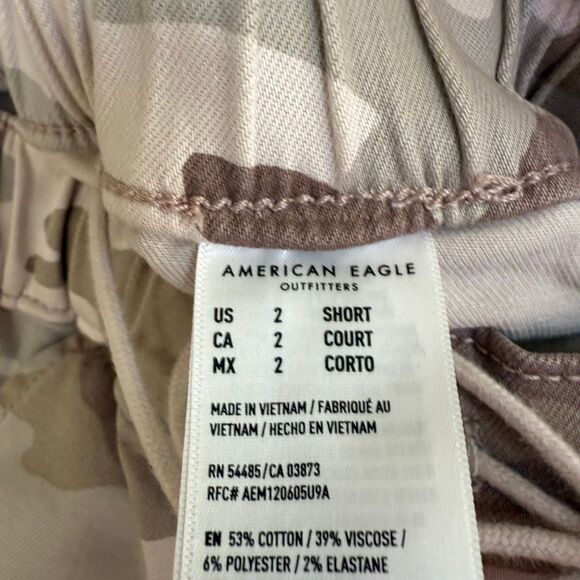 AMERICAN EAGLE
OUTFITTERS
US 2 SHORT
CA 2 COURT
MX 2 CORTO
MADE IN VIETNAM / FABRIQUÉ AU
VIETNAM / HECHO EN VIETNAM
RN 54485/CA 03873
RFC# AEM120605U9A
EN 53% COTTON / 39% VISCOSE /
6% POLYESTER / 2% ELASTANE